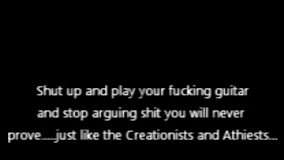 Shut up and play your fucking guitar
and stop arguing shit you will never
prove.....just like the Creationists and Athiests...